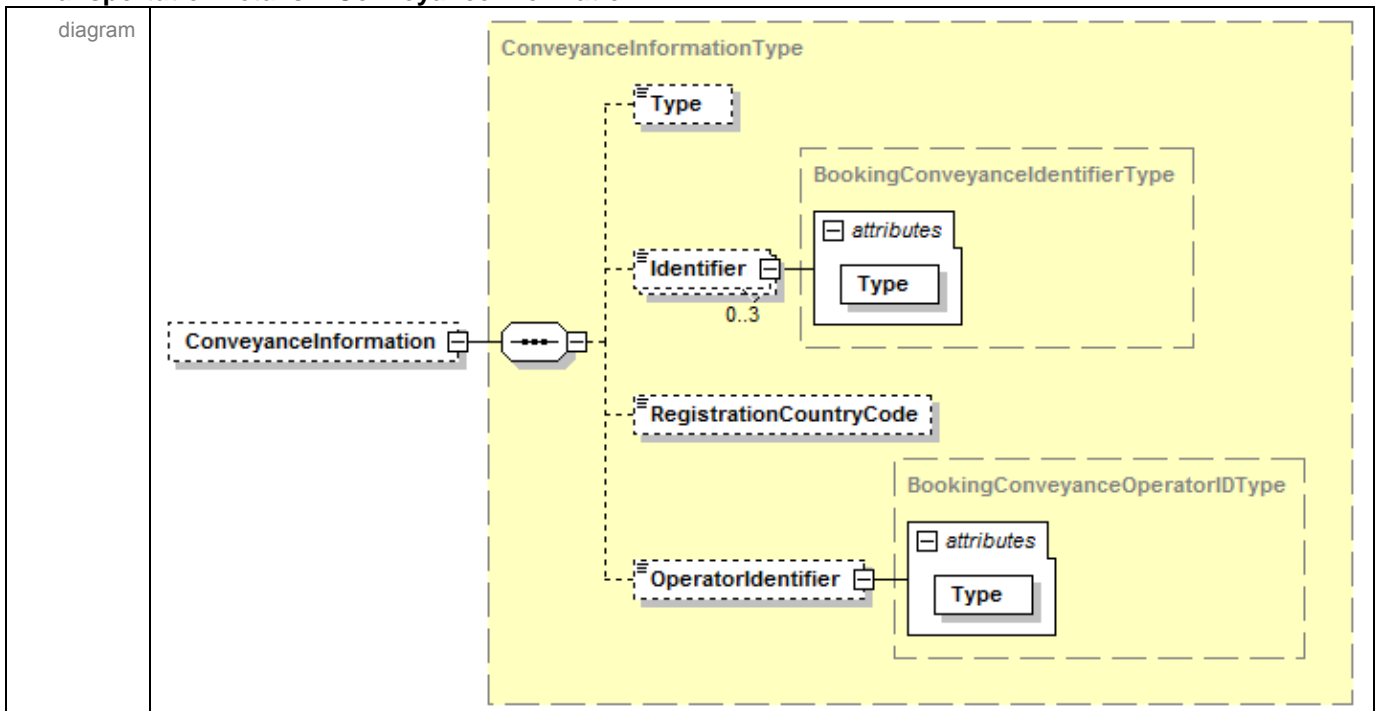 diagram
ConveyanceInformationType
Type
BookingConveyanceIdentifierType
attributes
Identifier
Type
0..3
ConveyanceInformation
RegistrationCountryCode
BookingConveyanceOperatorIDType
attributes
OperatorIdentifier
Type